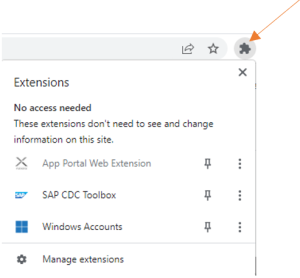 Extensions
No access needed
These extensions don't need to see and change
information on this site.
App Portal Web Extension
SAP CDC Toolbox
Windows Accounts
Manage extensions